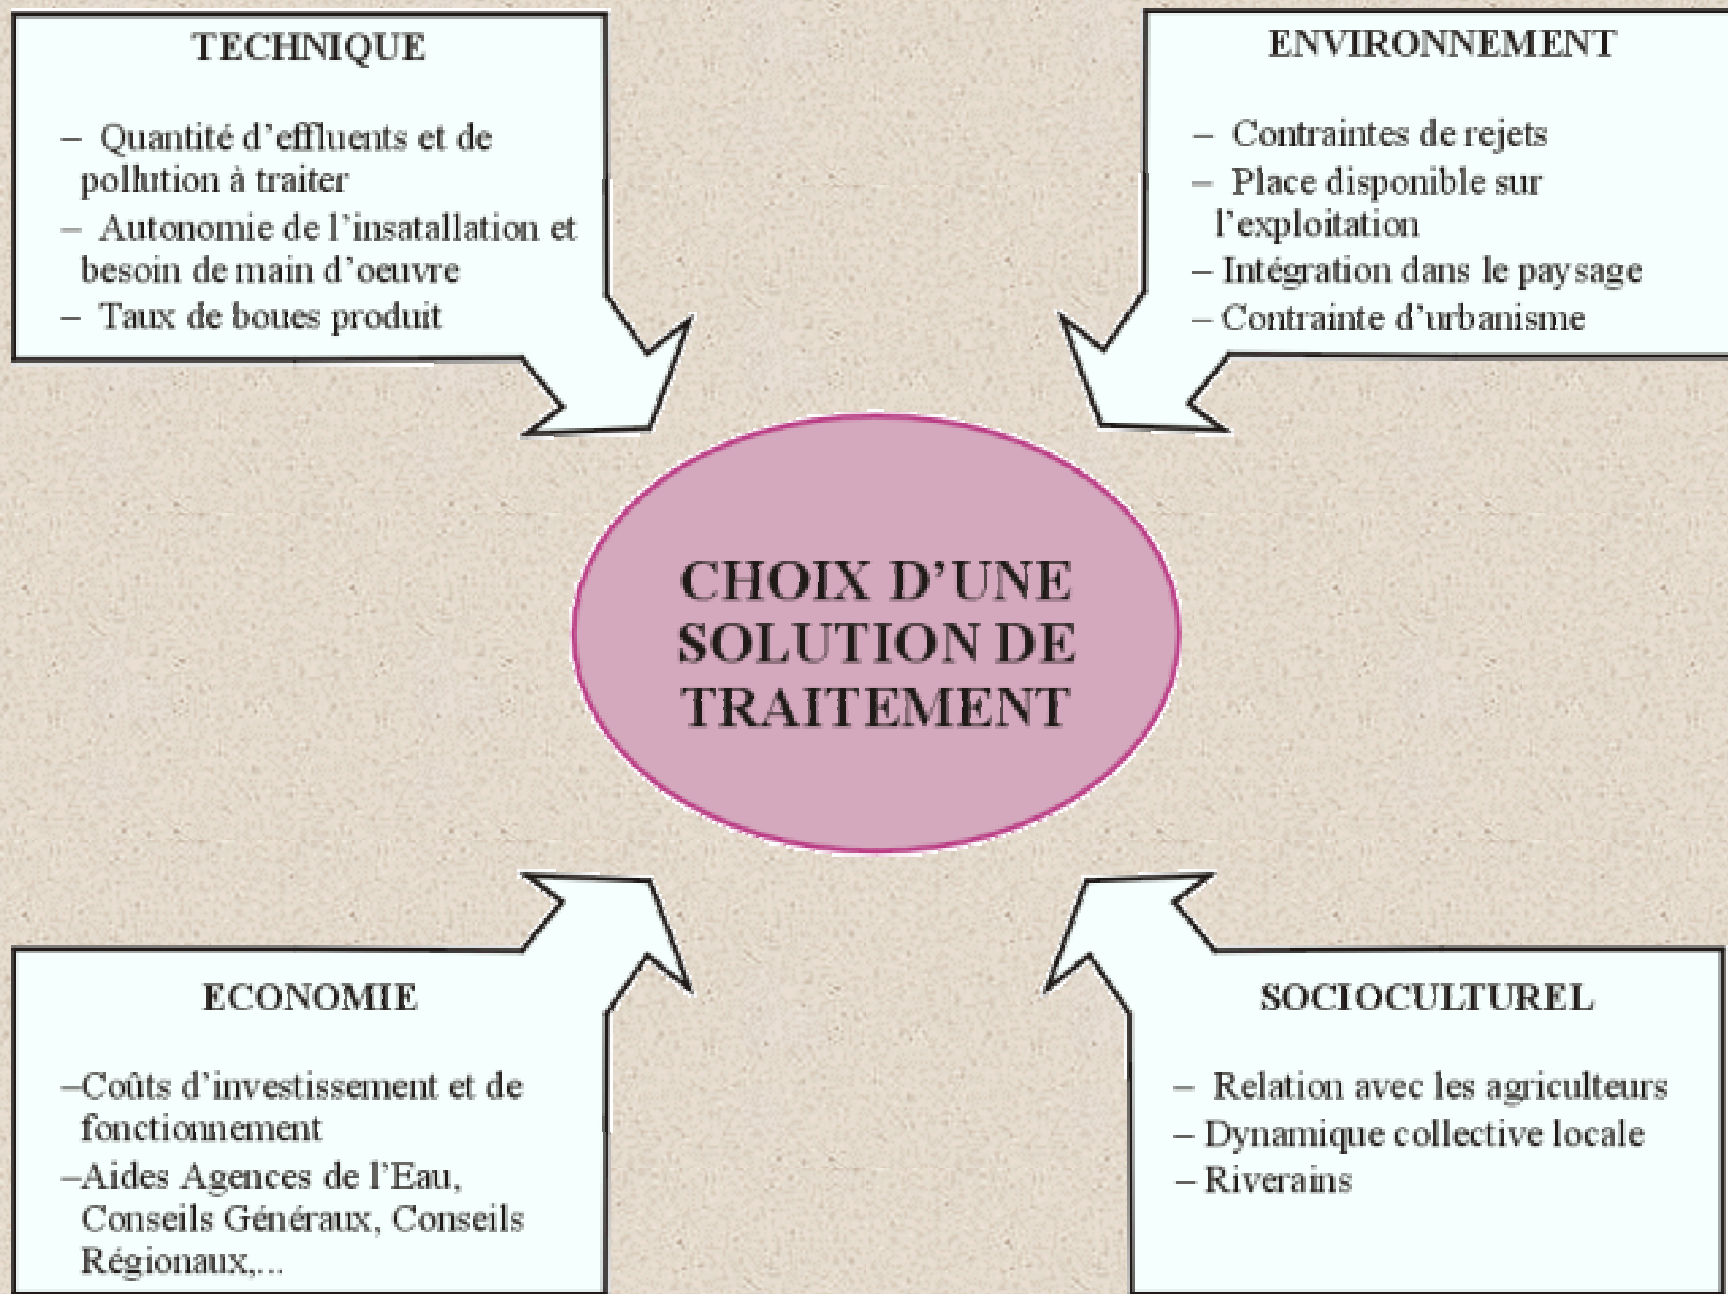 TECHNIQUE
– Quantité d’effluents et de
pollution à traiter
– Autonomie de l’insatallation et
besoin de main d’oeuvre
– Taux de boues produit
ENVIRONNEMENT
– Contraintes de rejets
– Place disponible sur
l’exploitation
– Intégration dans le paysage
– Contrainte d’urbanisme
CHOIX D’UNE
SOLUTION DE
TRAITEMENT
ECONOMIE
–Coûts d’investissement et de
fonctionnement
–Aides Agences de l’Eau,
Conseils Généraux, Conseils
Régionaux,...
SOCIOCULTUREL
– Relation avec les agriculteurs
– Dynamique collective locale
– Riverains